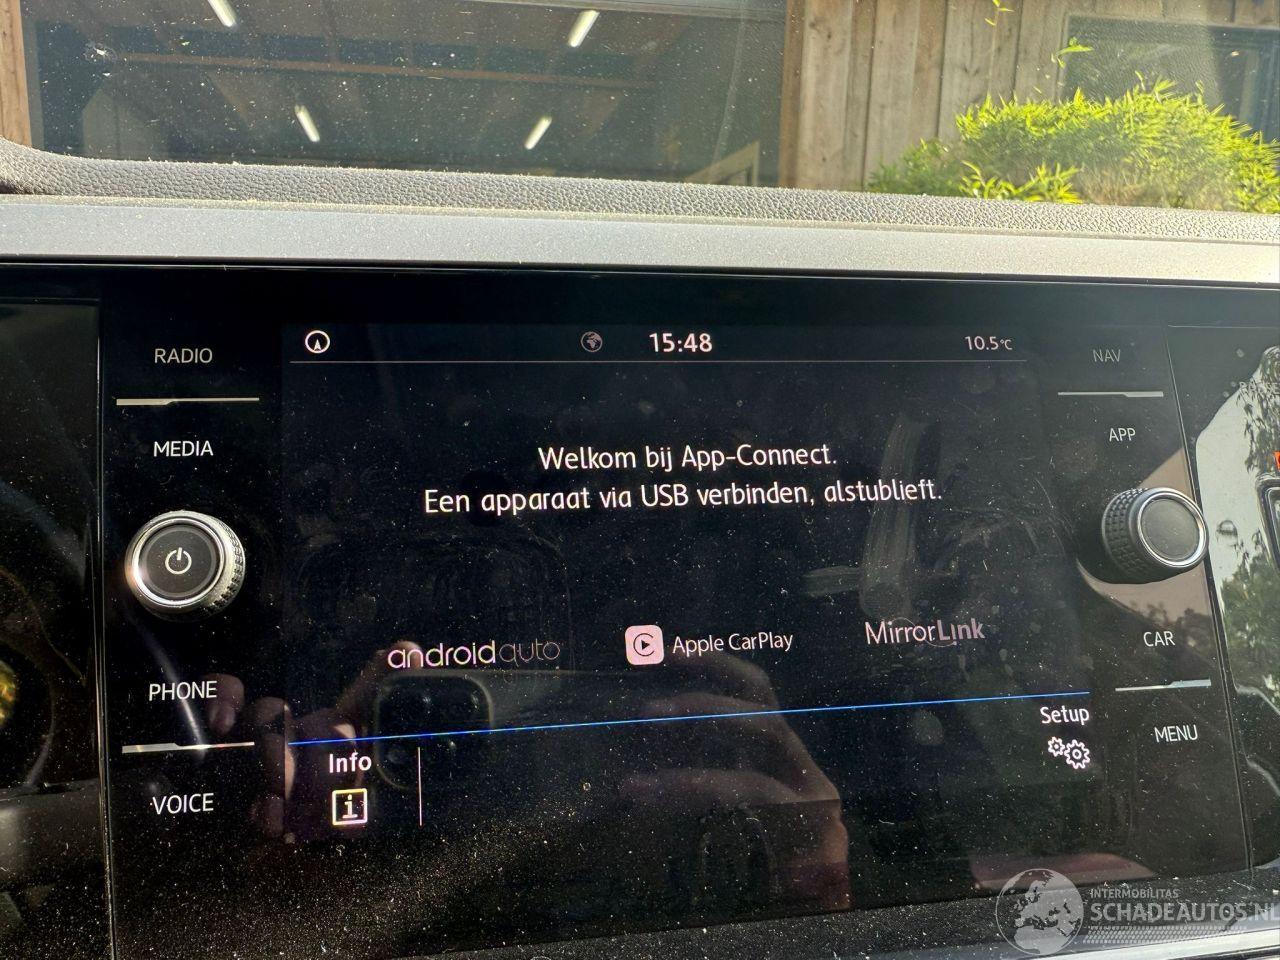 RADIO
15:48
10.5°C
NAV
MEDIA
APP
Welkom bij App-Connect.
Een apparaat via USB verbinden, alstublieft.
androidauto
Apple CarPlay
MirrorLink
CAR
PHONE
Setup
MENU
Info
VOICE
INTERMOBILITAS
SCHADEAUTOS.NL